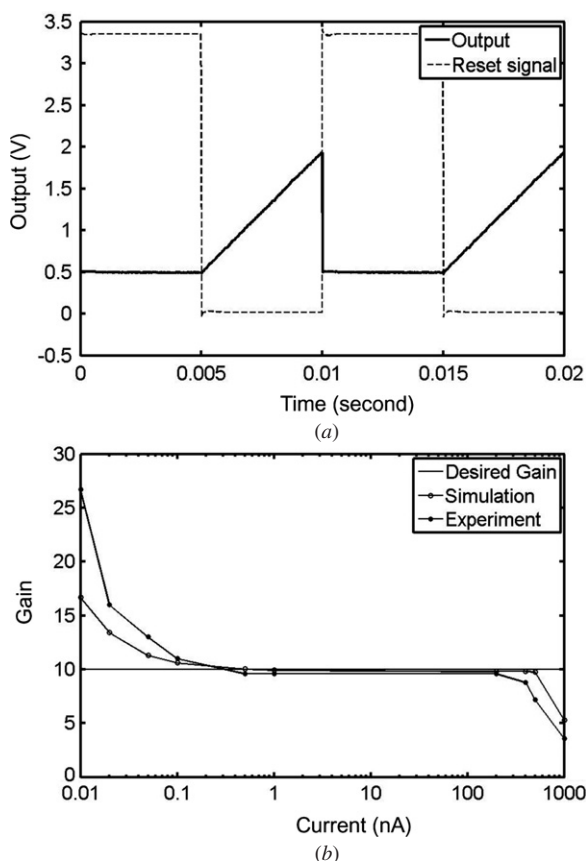 3.5
3
2.5
2
1.5
1
0.5
0
-0.5
Output (V)
Output
Reset signal
0
0.005
0.01
0.015
0.02
Time (second)
(a)
30
25
20
15
10
5
0
Gain
Desired Gain
Simulation
Experiment
0.01
0.1
1
10
100
1000
Current (nA)
(b)